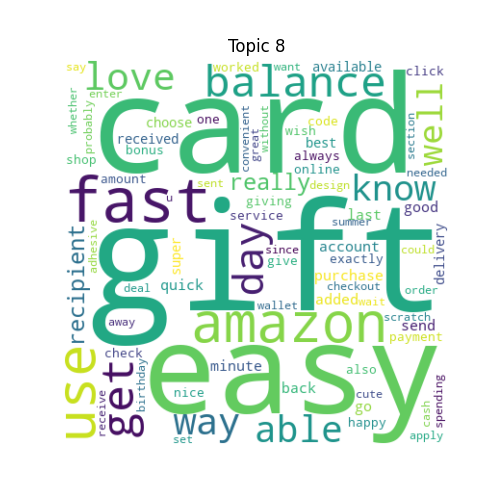 Topic 8
say
worked
want
available
click
love
balance
card
whether
probably
enter
choose
one
code
convenient
great
without
well
section
received
bonus
wish
best
needed
shop
always
online
fast
amount
u
sent
really
design
know
giving
service
last
good
gift
recipient
adhesive
super
day
since
summer
account
could
delivery
give
exactly
deal
quick
purchase
checkout
order
wallet
added
wait
away
amazon
scratch
send
payment
use
get
check
receive
birthday
easy
minute
back
also
nice
cute
go
cash
spending
set
way
able
happy
apply